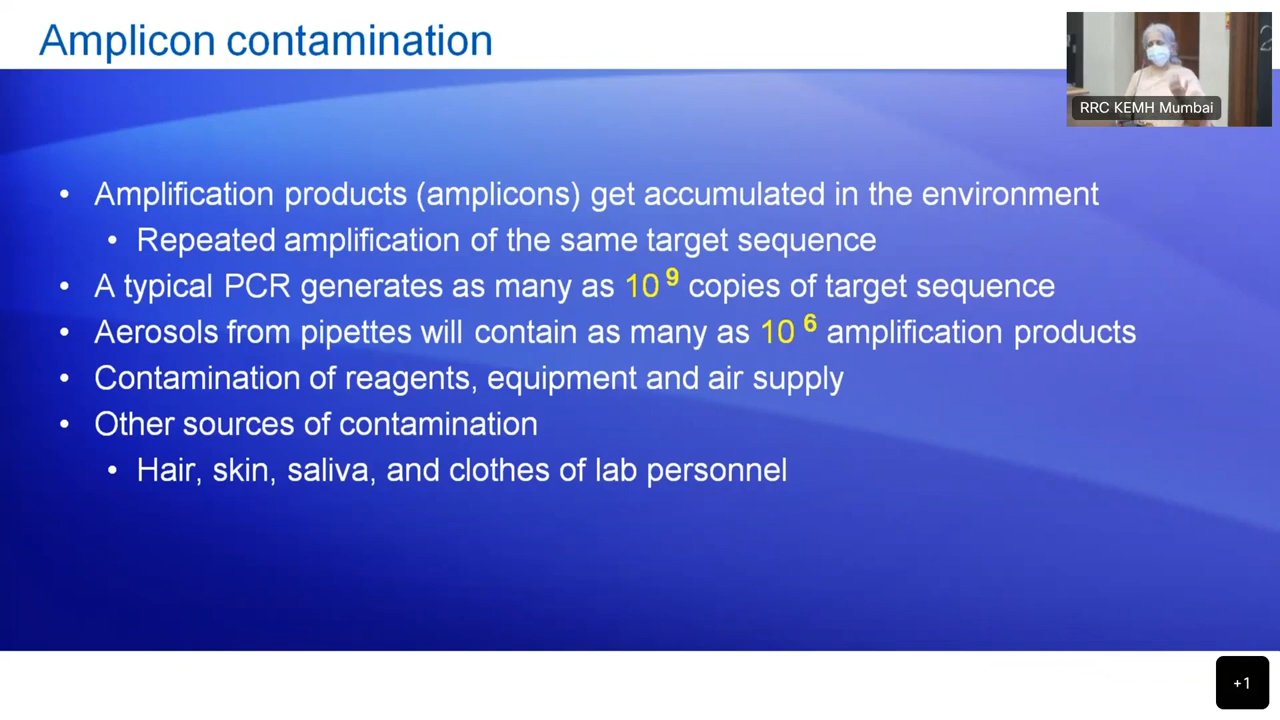 Amplicon contamination
RRC KEMH Mumbai
• Amplification products (amplicons) get accumulated in the environment
• Repeated amplification of the same target sequence
• A typical PCR generates as many as 10 9 copies of target sequence
• Aerosols from pipettes will contain as many as 10 6 amplification products
• Contamination of reagents, equipment and air supply
• Other sources of contamination
• Hair, skin, saliva, and clothes of lab personnel
+1